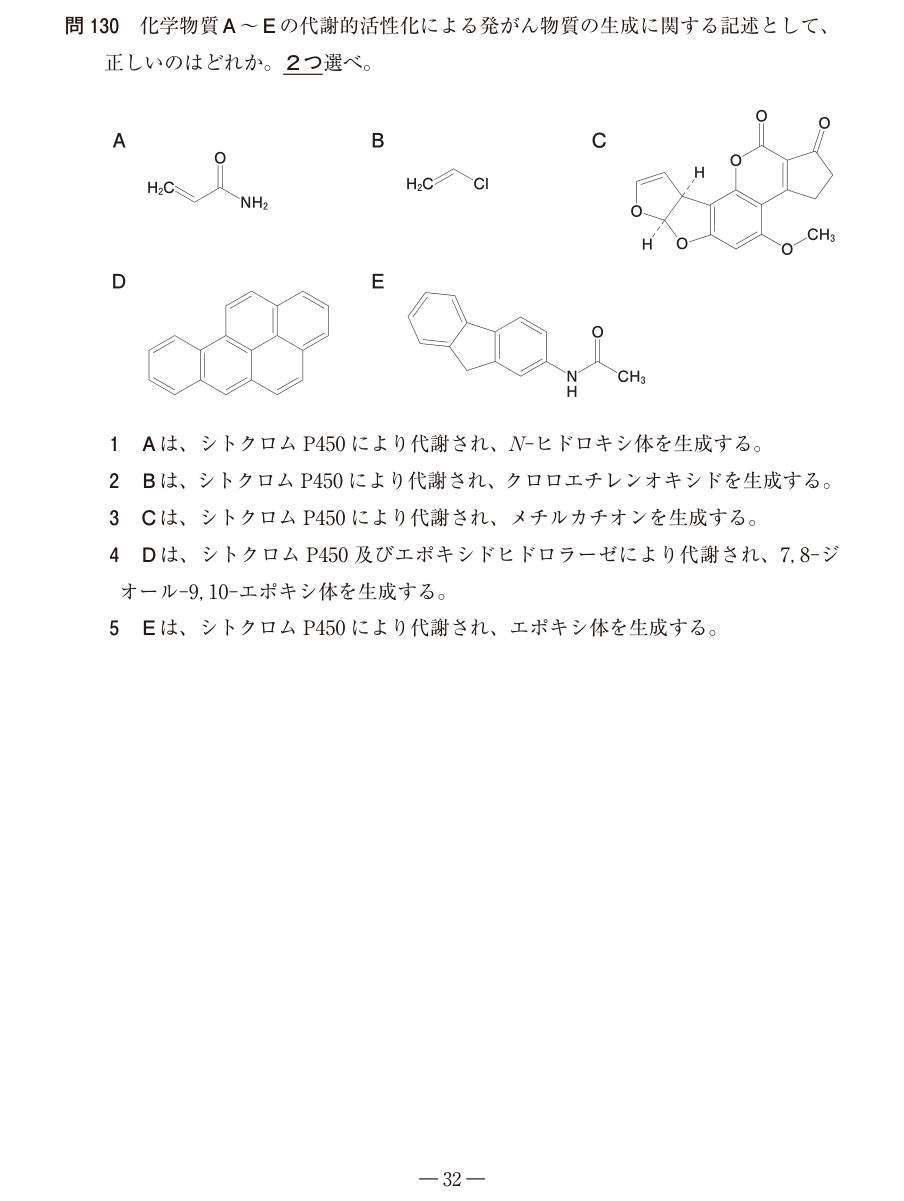 問 130 化学物質A～Eの代謝的活性化による発がん物質の生成に関する記述として、
正しいのはどれか。2つ選べ。
A
B
C
H₂C
O
NH₂
H₂C
Cl
O
O
O
H
O
H
O
O
CH₃
D
E
O
N
H
CH₃
1 Aは、シトクロム P450 により代謝され、N-ヒドロキシ体を生成する。
2 Bは、シトクロム P450 により代謝され、クロロエチレンオキシドを生成する。
3 Cは、シトクロム P450 により代謝され、メチルカチオンを生成する。
4 Dは、シトクロム P450 及びエポキシドヒドロラーゼにより代謝され、7, 8-ジ
オール-9, 10-エポキシ体を生成する。
5 Eは、シトクロム P450 により代謝され、エポキシ体を生成する。
— 32 —